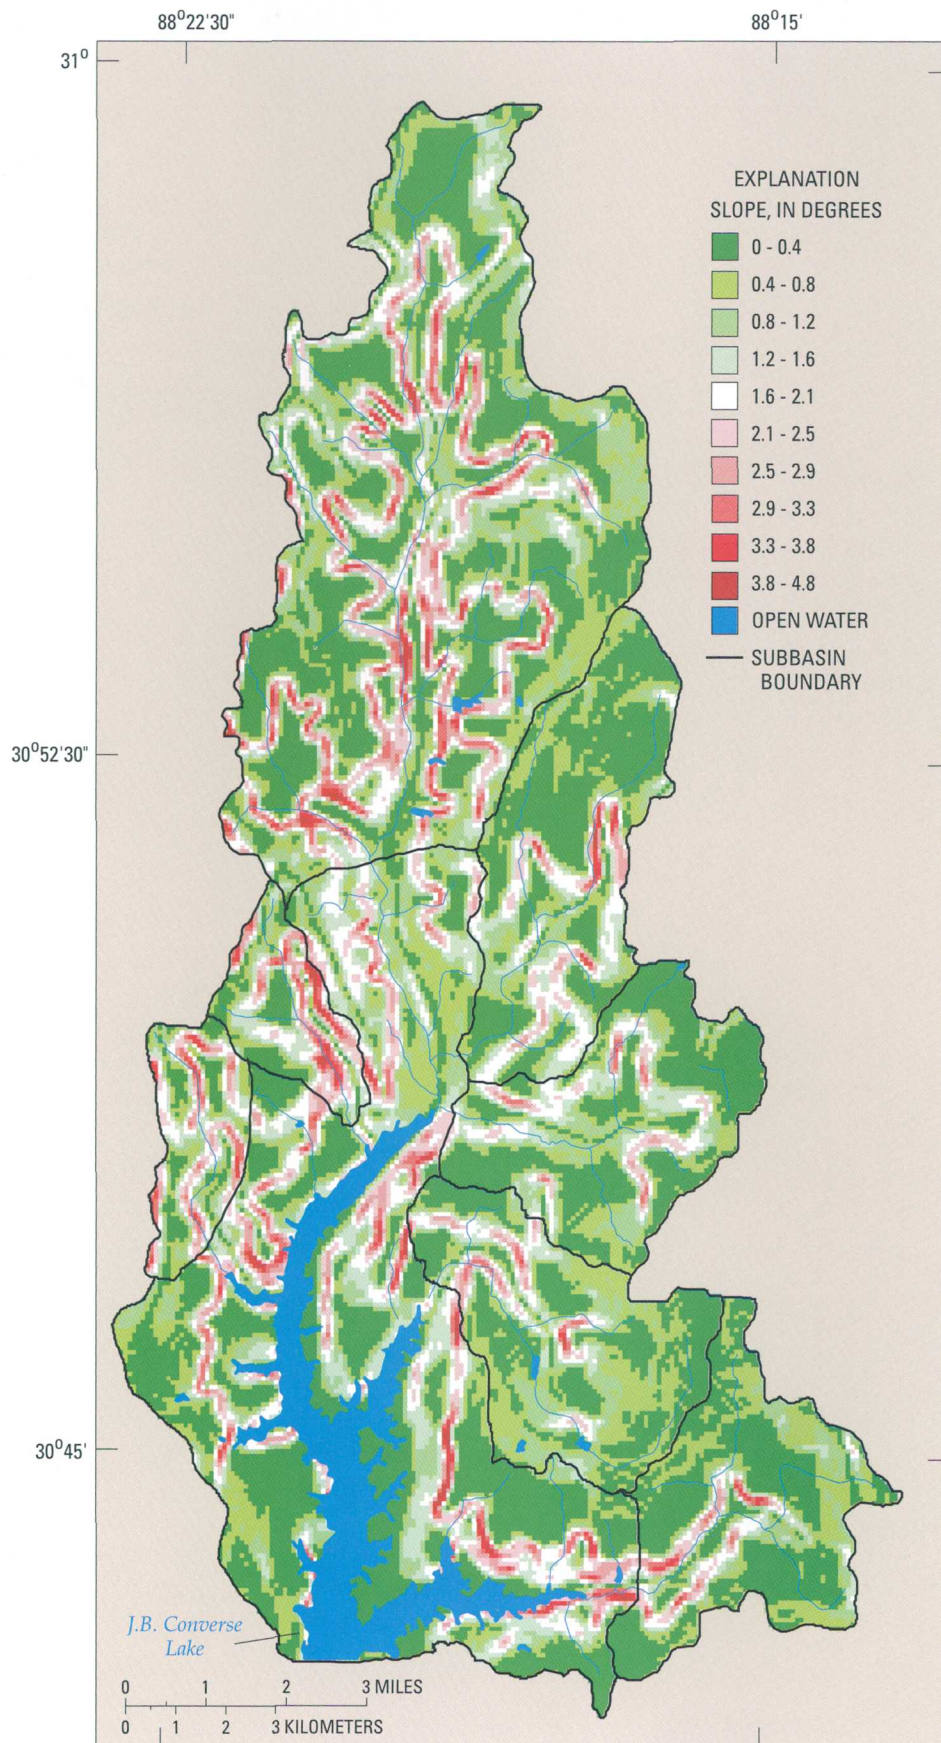 88°22'30" 88°15'
31°
EXPLANATION
SLOPE, IN DEGREES
0 - 0.4
0.4 - 0.8
0.8 - 1.2
1.2 - 1.6
1.6 - 2.1
2.1 - 2.5
2.5 - 2.9
2.9 - 3.3
3.3 - 3.8
3.8 - 4.8
OPEN WATER
SUBBASIN
BOUNDARY
30°52'30"
30°45'
J.B. Converse
Lake
0 1 2 3 MILES
0 1 2 3 KILOMETERS